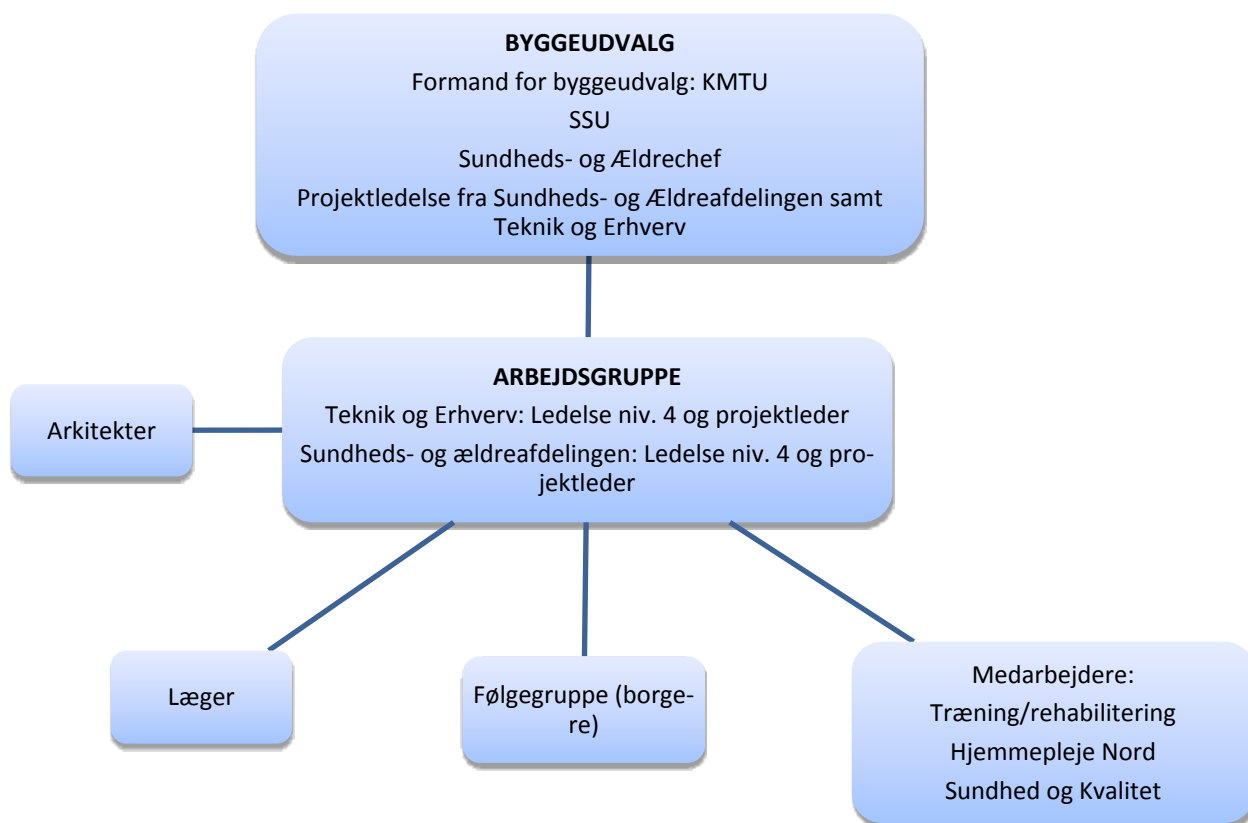 BYGGEUDVALG
Formand for byggeudvalg: KMTU
SSU
Sundheds- og Ældrechef
Projektledelse fra Sundheds- og Ældreafdelingen samt
Teknik og Erhverv
ARBEJDSGRUPPE
Teknik og Erhverv: Ledelse niv. 4 og projektleder
Sundheds- og ældreafdelingen: Ledelse niv. 4 og pro-
jektleder
Arkitekter
Læger
Følgegruppe (borge-
re)
Medarbejdere:
Træning/rehabilitering
Hjemmepleje Nord
Sundhed og Kvalitet